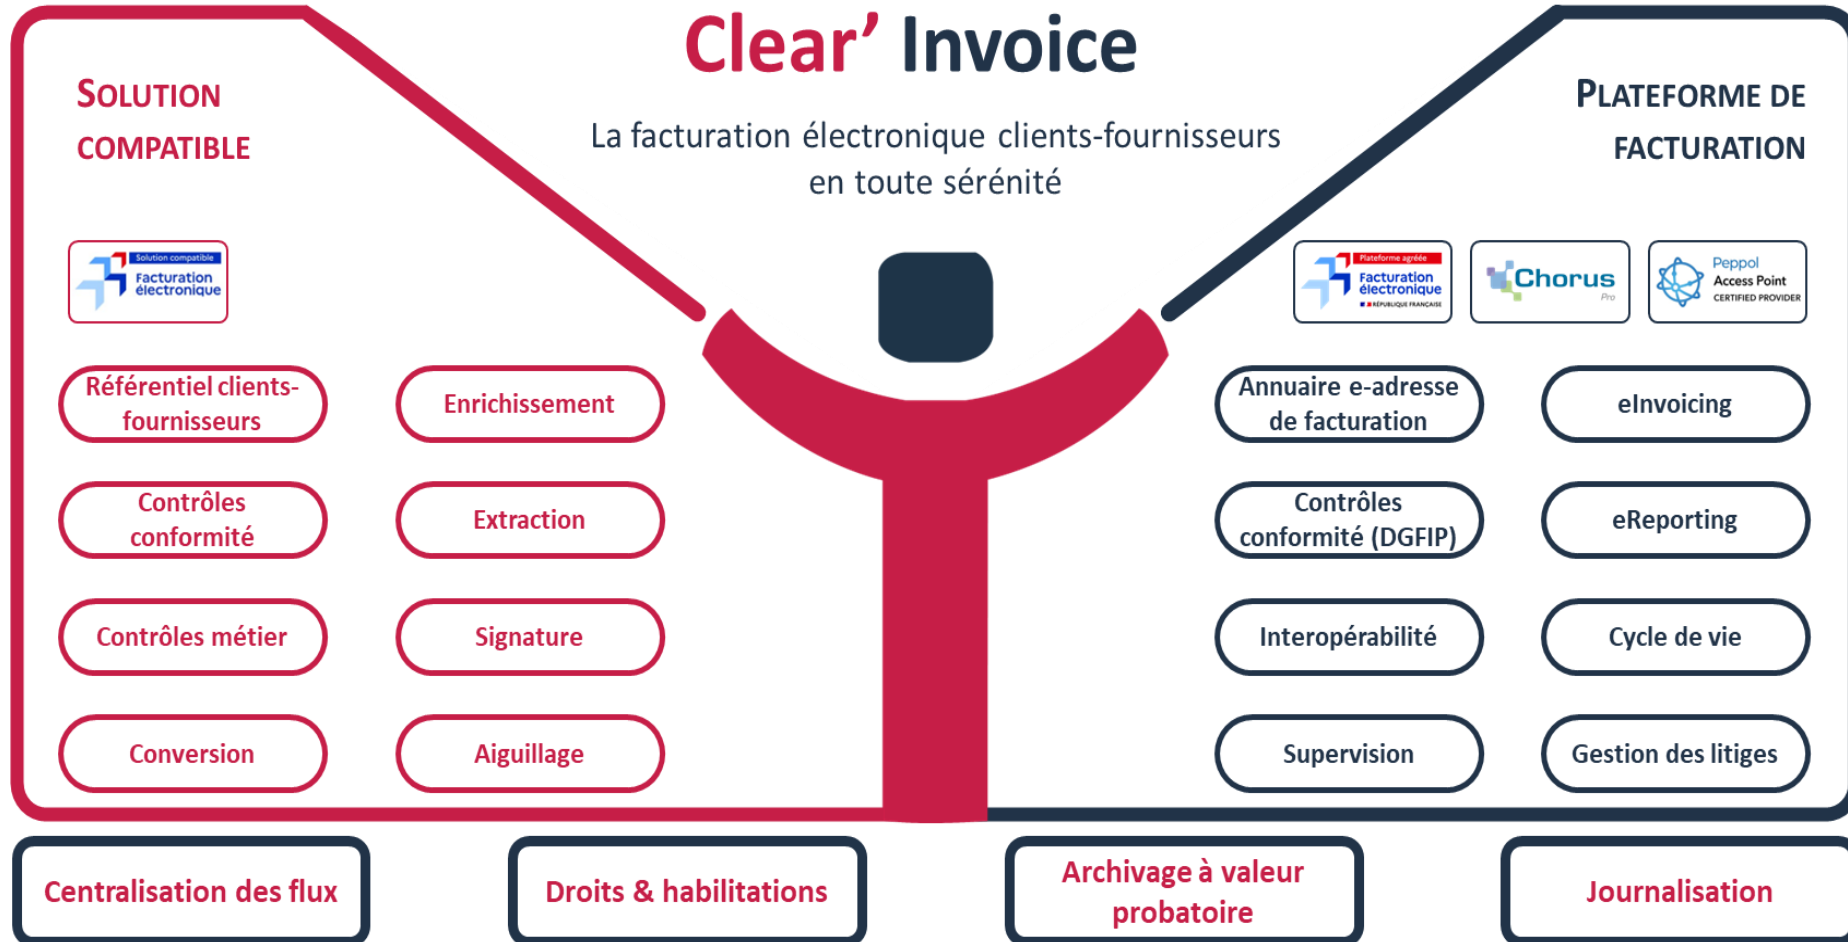 Clear’ Invoice
La facturation électronique clients-fournisseurs
en toute sérénité
SOLUTION
COMPATIBLE
Solution compatible
Facturation
électronique
Référentiel clients-
fournisseurs
Enrichissement
Contrôles
conformité
Extraction
Contrôles métier
Signature
Conversion
Aiguillage
PLATEFORME DE
FACTURATION
Plateforme agréée
Facturation
électronique
RÉPUBLIQUE FRANÇAISE
Chorus
Pro
Peppol
Access Point
CERTIFIED PROVIDER
Annuaire e-adresse
de facturation
eInvoicing
Contrôles
conformité (DGFIP)
eReporting
Interopérabilité
Cycle de vie
Supervision
Gestion des litiges
Centralisation des flux
Droits & habilitations
Archivage à valeur
probatoire
Journalisation